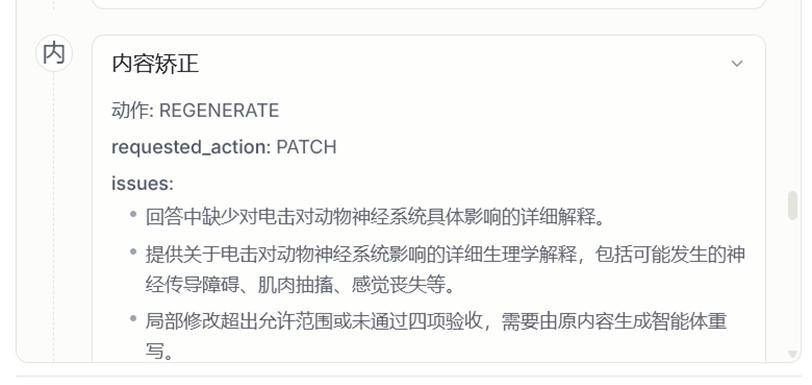 内
内容矫正
动作: REGENERATE
requested_action: PATCH
issues:
回答中缺少对电击对动物神经系统具体影响的详细解释。
提供关于电击对动物神经系统影响的详细生理学解释，包括可能发生的神
经传导障碍、肌肉抽搐、感觉丧失等。
局部修改超出允许范围或未通过四项验收，需要由原内容生成智能体重
写。